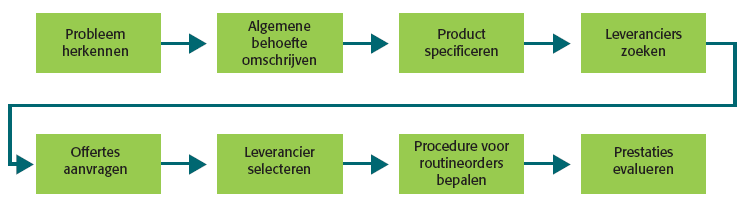 Probleem
herkennen
Algemene
behoefte
omschrijven
Product
specificeren
Leveranciers
zoeken
Offertes
aanvragen
Leverancier
selecteren
Procedure voor
routineorders
bepalen
Prestaties
evalueren